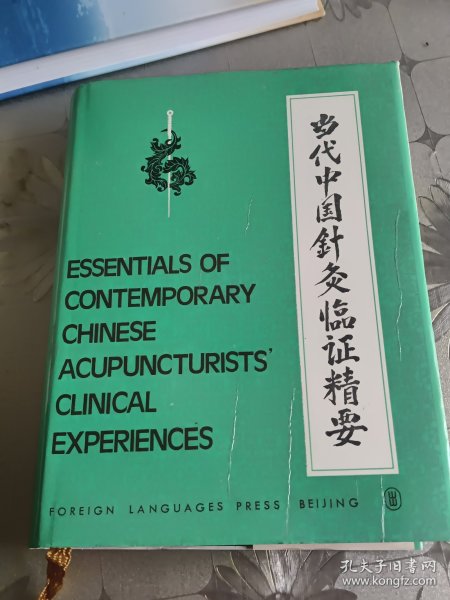 ESSENTIALS OF
CONTEMPORARY
CHINESE
ACUPUNCTURISTS'
CLINICAL
EXPERIENCES
当代中国針灸临证精要
FOREIGN LANGUAGES PRESS BEIJING
孔夫子旧书网
www.kongfz.com